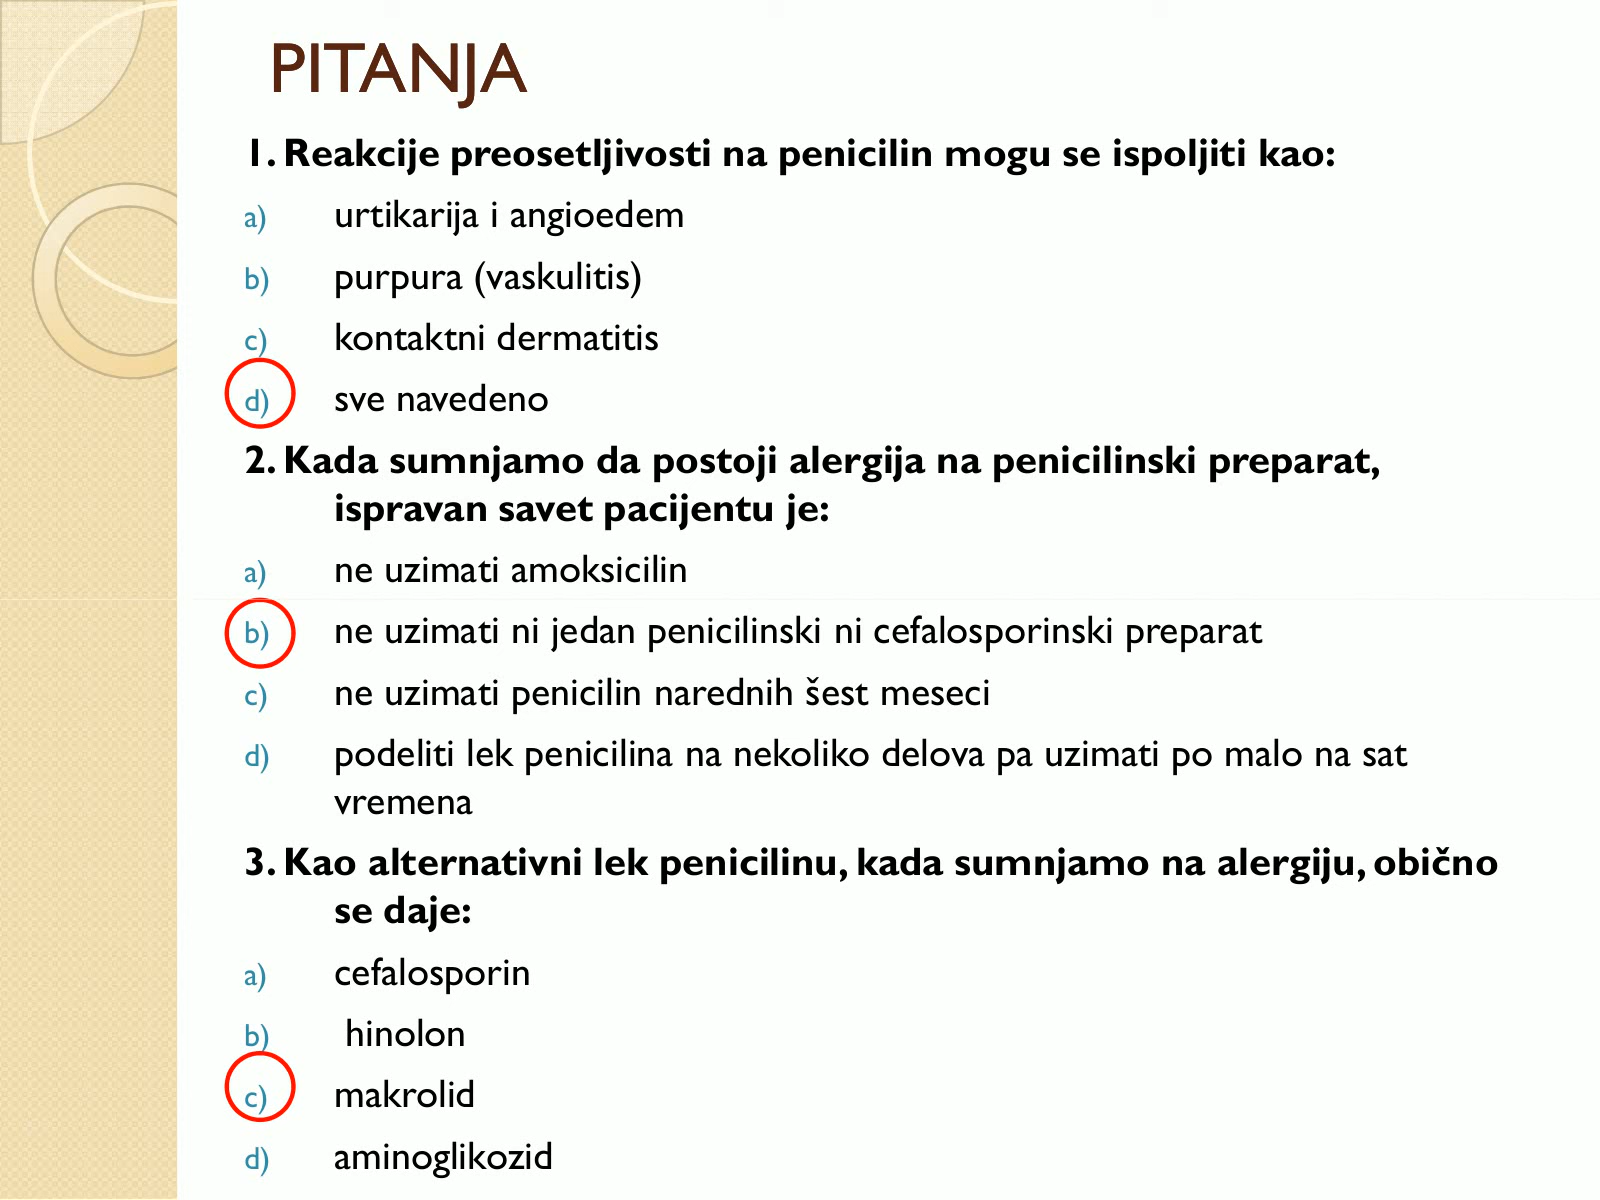 PITANJA
1. Reakcije preosetljivosti na penicilin mogu se ispoljiti kao:
a) urtikarija i angioedem
b) purpura (vaskulitis)
c) kontaktni dermatitis
d) sve navedeno
2. Kada sumnjamo da postoji alergija na penicilinski preparat,
ispravan savet pacijentu je:
a) ne uzimati amoksicilin
b) ne uzimati ni jedan penicilinski ni cefalosporinski preparat
c) ne uzimati penicilin narednih šest meseci
d) podeliti lek penicilina na nekoliko delova pa uzimati po malo na sat
vremena
3. Kao alternativni lek penicilinu, kada sumnjamo na alergiju, obično
se daje:
a) cefalosporin
b) hinolon
c) makrolid
d) aminoglikozid